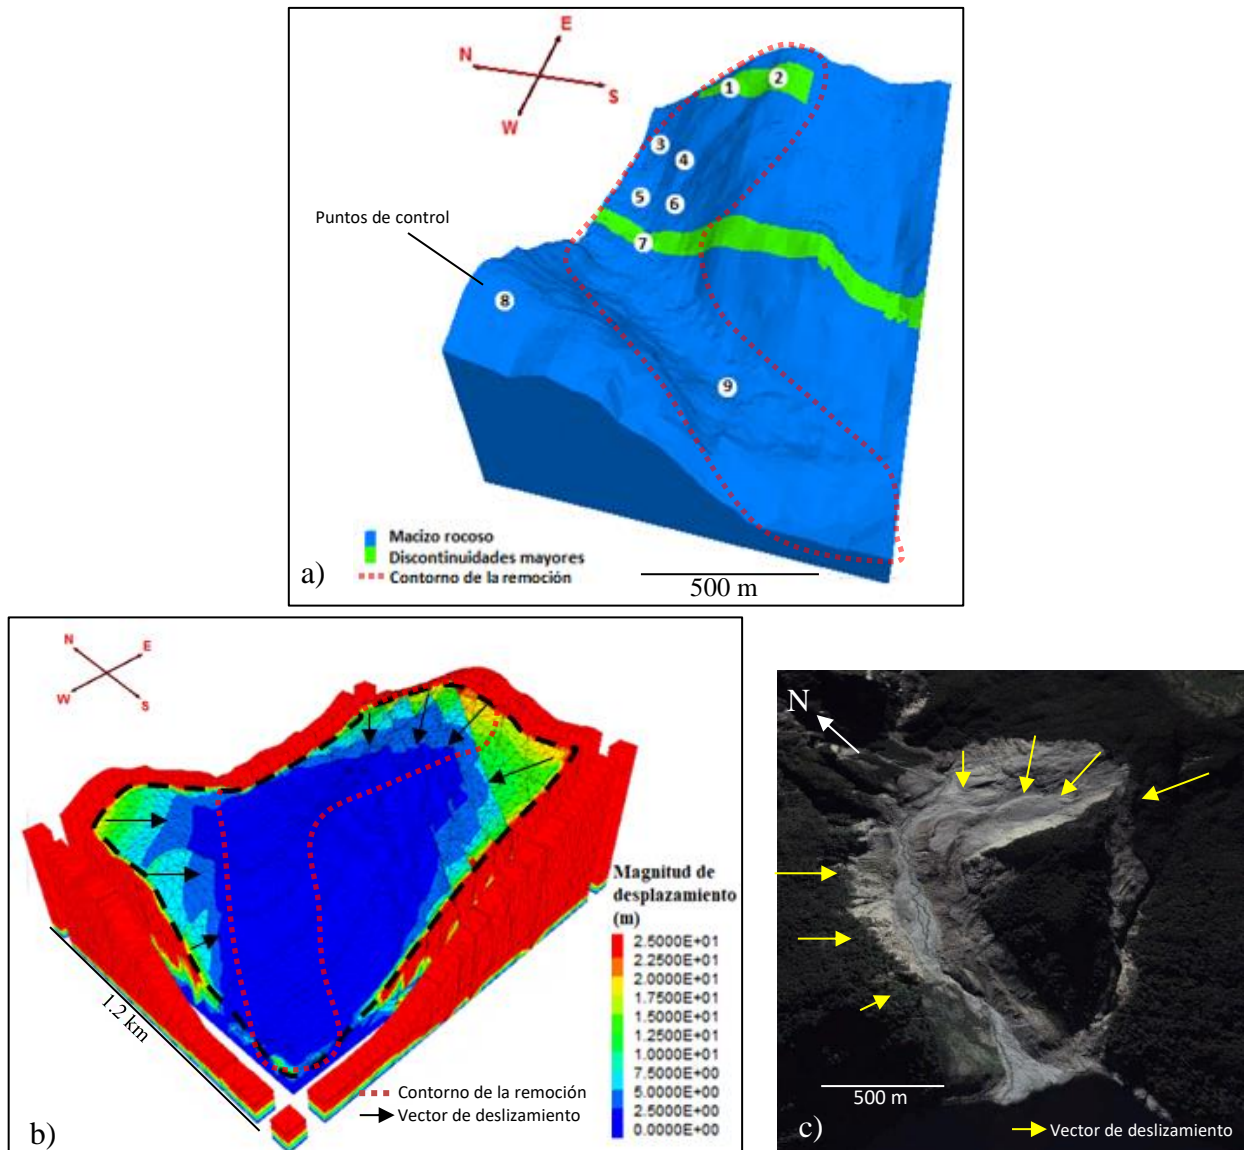 E
N
S
W
1
2
3
4
5
6
Puntos de control
7
8
9
Macizo rocoso
Discontinuidades mayores
Contorno de la remoción
500 m
a)
N
E
W
S
Magnitud de
desplazamiento
(m)
2.5000E+01
2.2500E+01
2.0000E+01
1.7500E+01
1.5000E+01
1.2500E+01
1.0000E+01
7.5000E+00
5.0000E+00
2.5000E+00
0.0000E+00
1.2 km
Contorno de la remoción
Vector de deslizamiento
b)
N
500 m
c)
Vector de deslizamiento